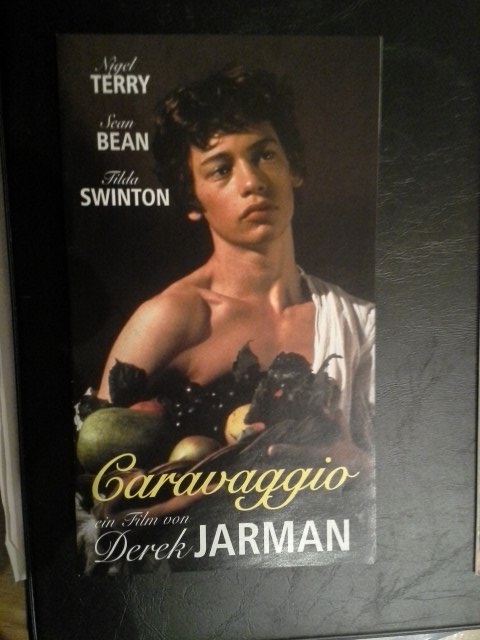 Nigel
TERRY
Sean
BEAN
Tilda
SWINTON
Caravaggio
ein Film von
Derek JARMAN